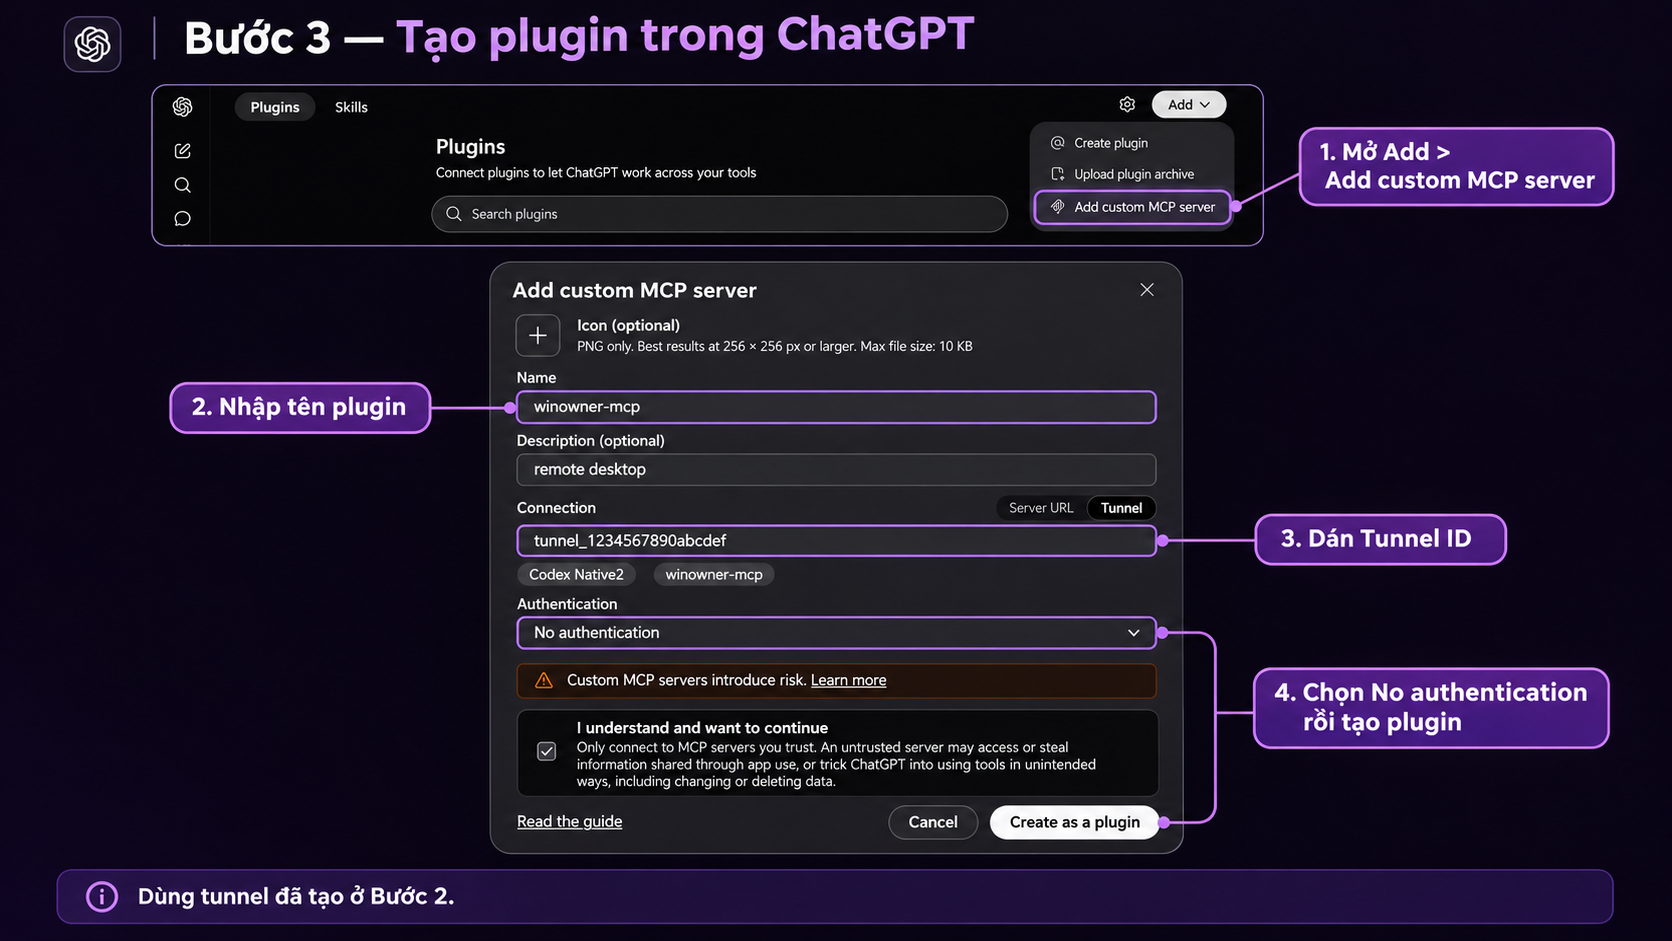 Bước 3 — Tạo plugin trong ChatGPT
Plugins
Skills
Add
Plugins
Connect plugins to let ChatGPT work across your tools
Search plugins
Create plugin
Upload plugin archive
Add custom MCP server
1. Mở Add >
Add custom MCP server
Add custom MCP server
Icon (optional)
PNG only. Best results at 256 × 256 px or larger. Max file size: 10 KB
Name
2. Nhập tên plugin
winowner-mcp
Description (optional)
remote desktop
Connection
Server URL
Tunnel
tunnel_1234567890abcdef
3. Dán Tunnel ID
Codex Native2
winowner-mcp
Authentication
No authentication
Custom MCP servers introduce risk. Learn more
4. Chọn No authentication
rồi tạo plugin
I understand and want to continue
Only connect to MCP servers you trust. An untrusted server may access or steal
information shared through app use, or trick ChatGPT into using tools in unintended
ways, including changing or deleting data.
Read the guide
Cancel
Create as a plugin
Dùng tunnel đã tạo ở Bước 2.